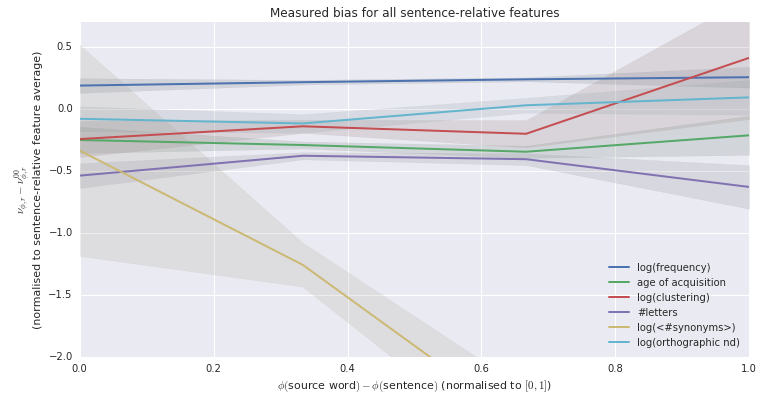 Measured bias for all sentence-relative features
ν_{ϕ,r} − ν^{00}_{ϕ,r}
(normalised to sentence-relative feature average)
0.5
0.0
−0.5
−1.0
−1.5
−2.0
log(frequency)
age of acquisition
log(clustering)
#letters
log(<#synonyms>)
log(orthographic nd)
0.0 0.2 0.4 0.6 0.8 1.0
ϕ(source word) − ϕ(sentence) (normalised to [0, 1])